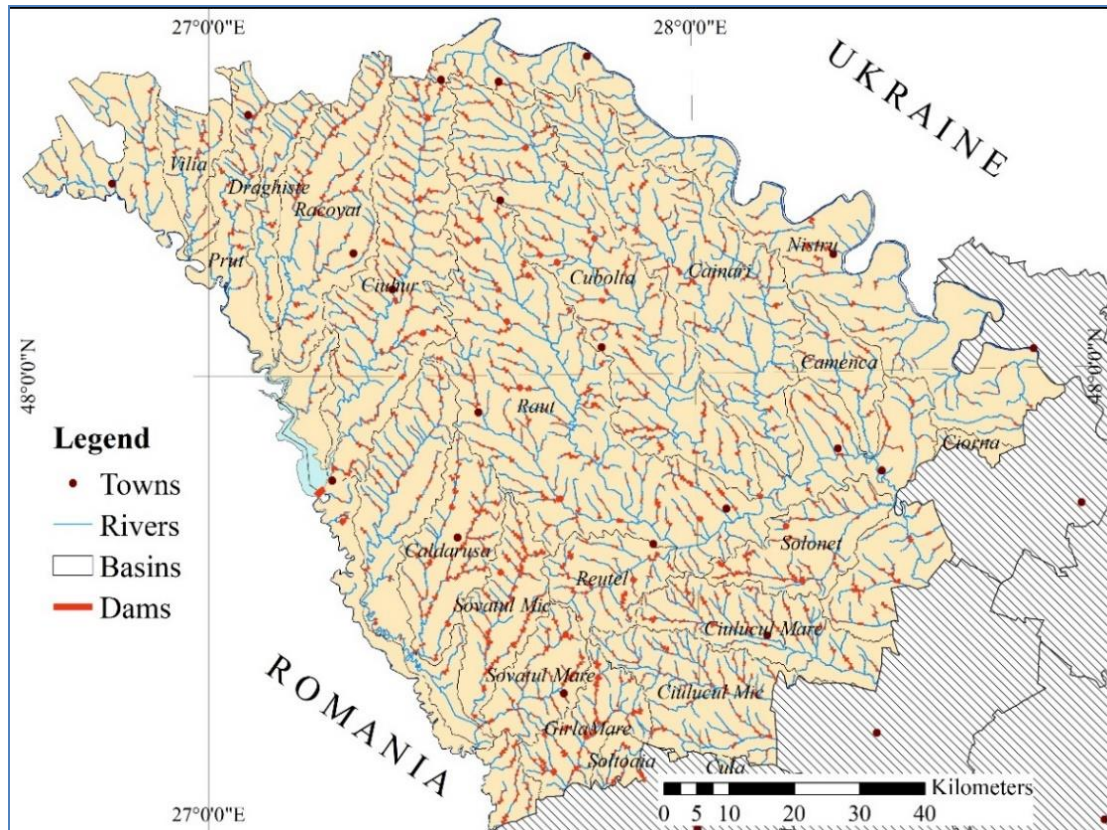 27°0'0"E
28°0'0"E
UKRAINE
Vilia
Draghiste
Racovat
Nistru
Prut
Ciuhur
Cubolta
Cainari
48°0'0"N
48°0'0"N
Camenca
Raut
Ciorna
Legend
Towns
Rivers
Basins
Dams
Caldarusa
Solonet
Reutel
Sovatul Mic
Ciulucul Mare
ROMANIA
Sovatul Mare
Ciulucul Mic
GirlaMare
Soltoaia
Cula
Kilometers
0 5 10 20 30 40
27°0'0"E